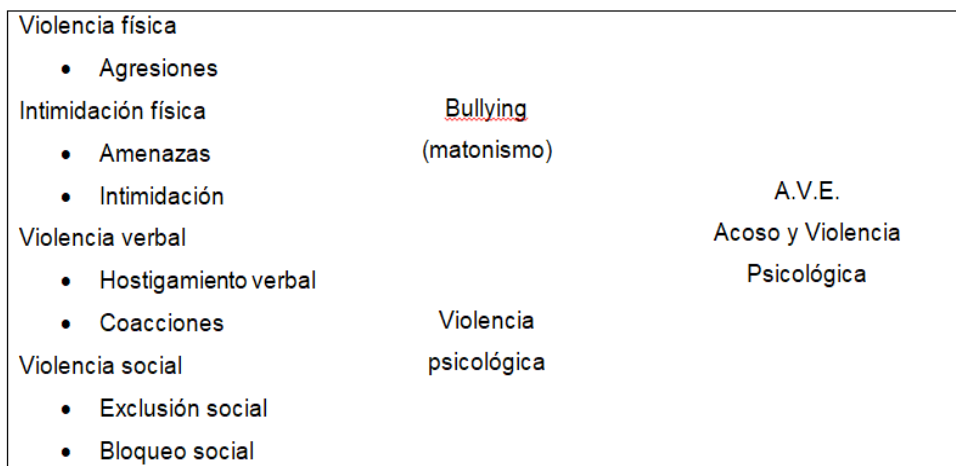 Violencia física
• Agresiones
Intimidación física
• Amenazas
• Intimidación
Violencia verbal
• Hostigamiento verbal
• Coacciones
Violencia social
• Exclusión social
• Bloqueo social
Bullying
(matonismo)
Violencia
psicológica
A.V.E.
Acoso y Violencia
Psicológica